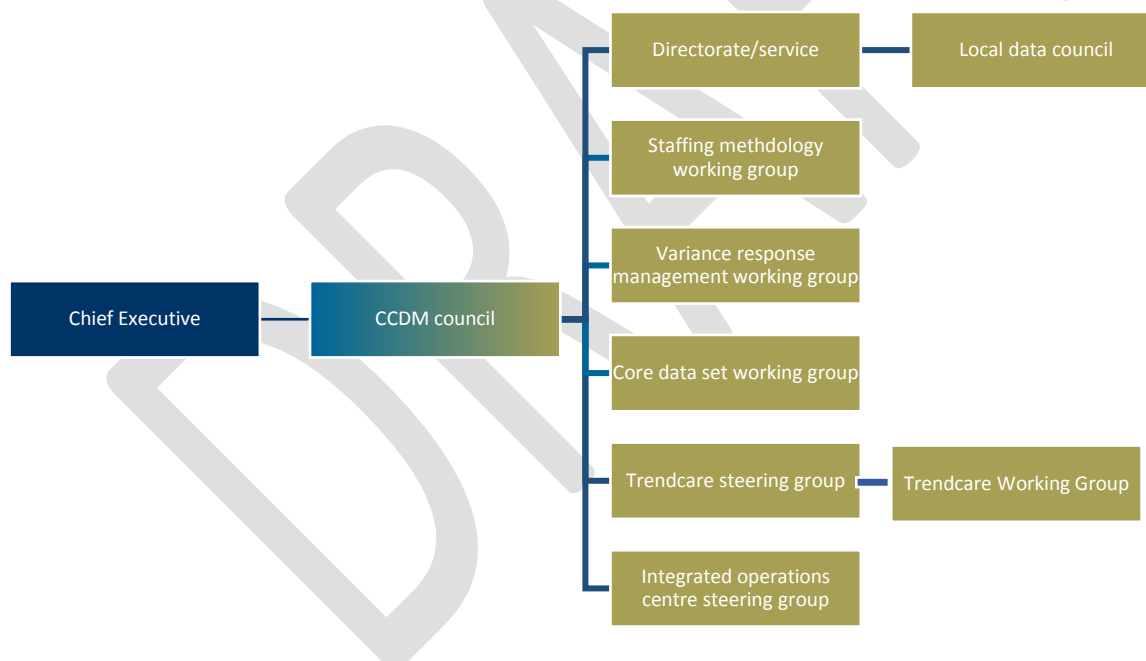 Directorate/service
Local data council
Staffing methdology
working group
Variance response
management working group
Chief Executive
CCDM council
Core data set working group
Trendcare steering group
Trendcare Working Group
Integrated operations
centre steering group
DRAFT